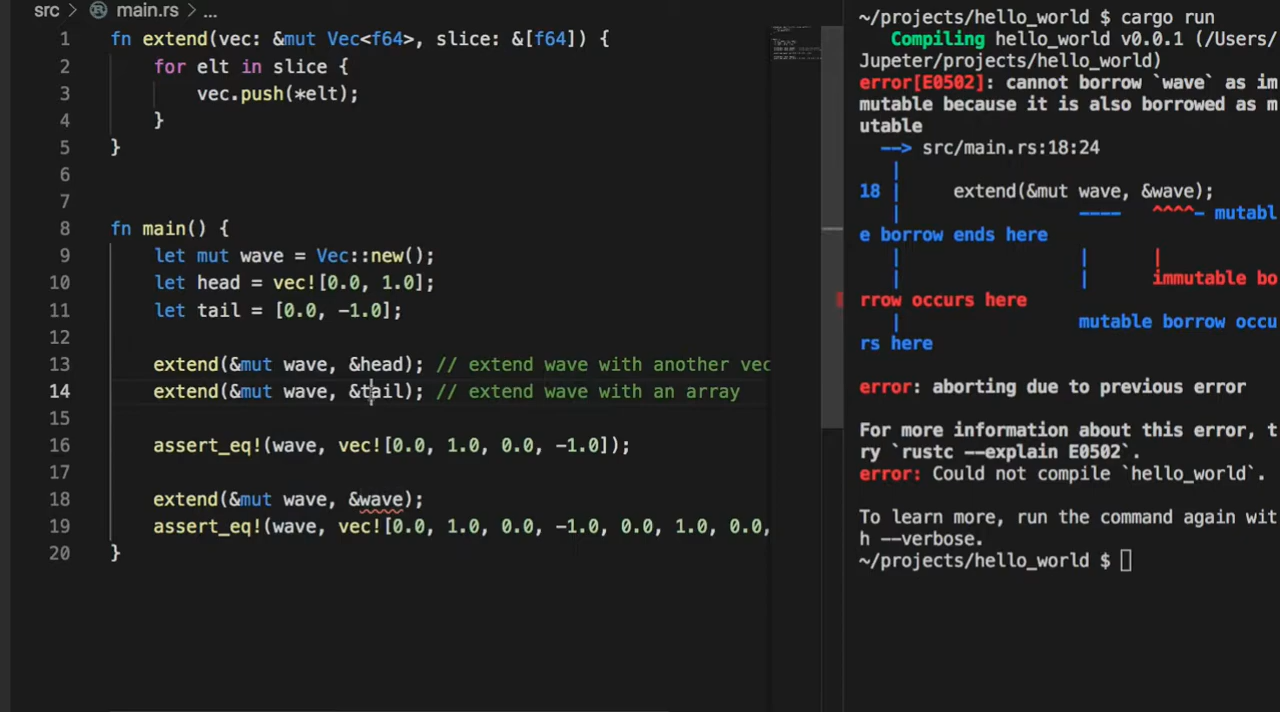 src > main.rs > ...
1 fn extend(vec: &mut Vec<f64>, slice: &[f64]) {
2     for elt in slice {
3         vec.push(*elt);
4     }
5 }
6
7
8 fn main() {
9     let mut wave = Vec::new();
10     let head = vec![0.0, 1.0];
11     let tail = [0.0, -1.0];
12
13     extend(&mut wave, &head); // extend wave with another vec
14     extend(&mut wave, &tail); // extend wave with an array
15
16     assert_eq!(wave, vec![0.0, 1.0, 0.0, -1.0]);
17
18     extend(&mut wave, &wave);
19     assert_eq!(wave, vec![0.0, 1.0, 0.0, -1.0, 0.0, 1.0, 0.0,
20 }
~/projects/hello_world $ cargo run
   Compiling hello_world v0.0.1 (/Users/
Jupeter/projects/hello_world)
error[E0502]: cannot borrow `wave` as im
mutable because it is also borrowed as m
utable
  --> src/main.rs:18:24
   |
18 |     extend(&mut wave, &wave);
   |                 ----   ^^^^- mutabl
e borrow ends here
   |                 |      |
   |                 |      immutable bo
rrow occurs here
   |                 mutable borrow occu
rs here
error: aborting due to previous error
For more information about this error, t
ry `rustc --explain E0502`.
error: Could not compile `hello_world`.
To learn more, run the command again wit
h --verbose.
~/projects/hello_world $